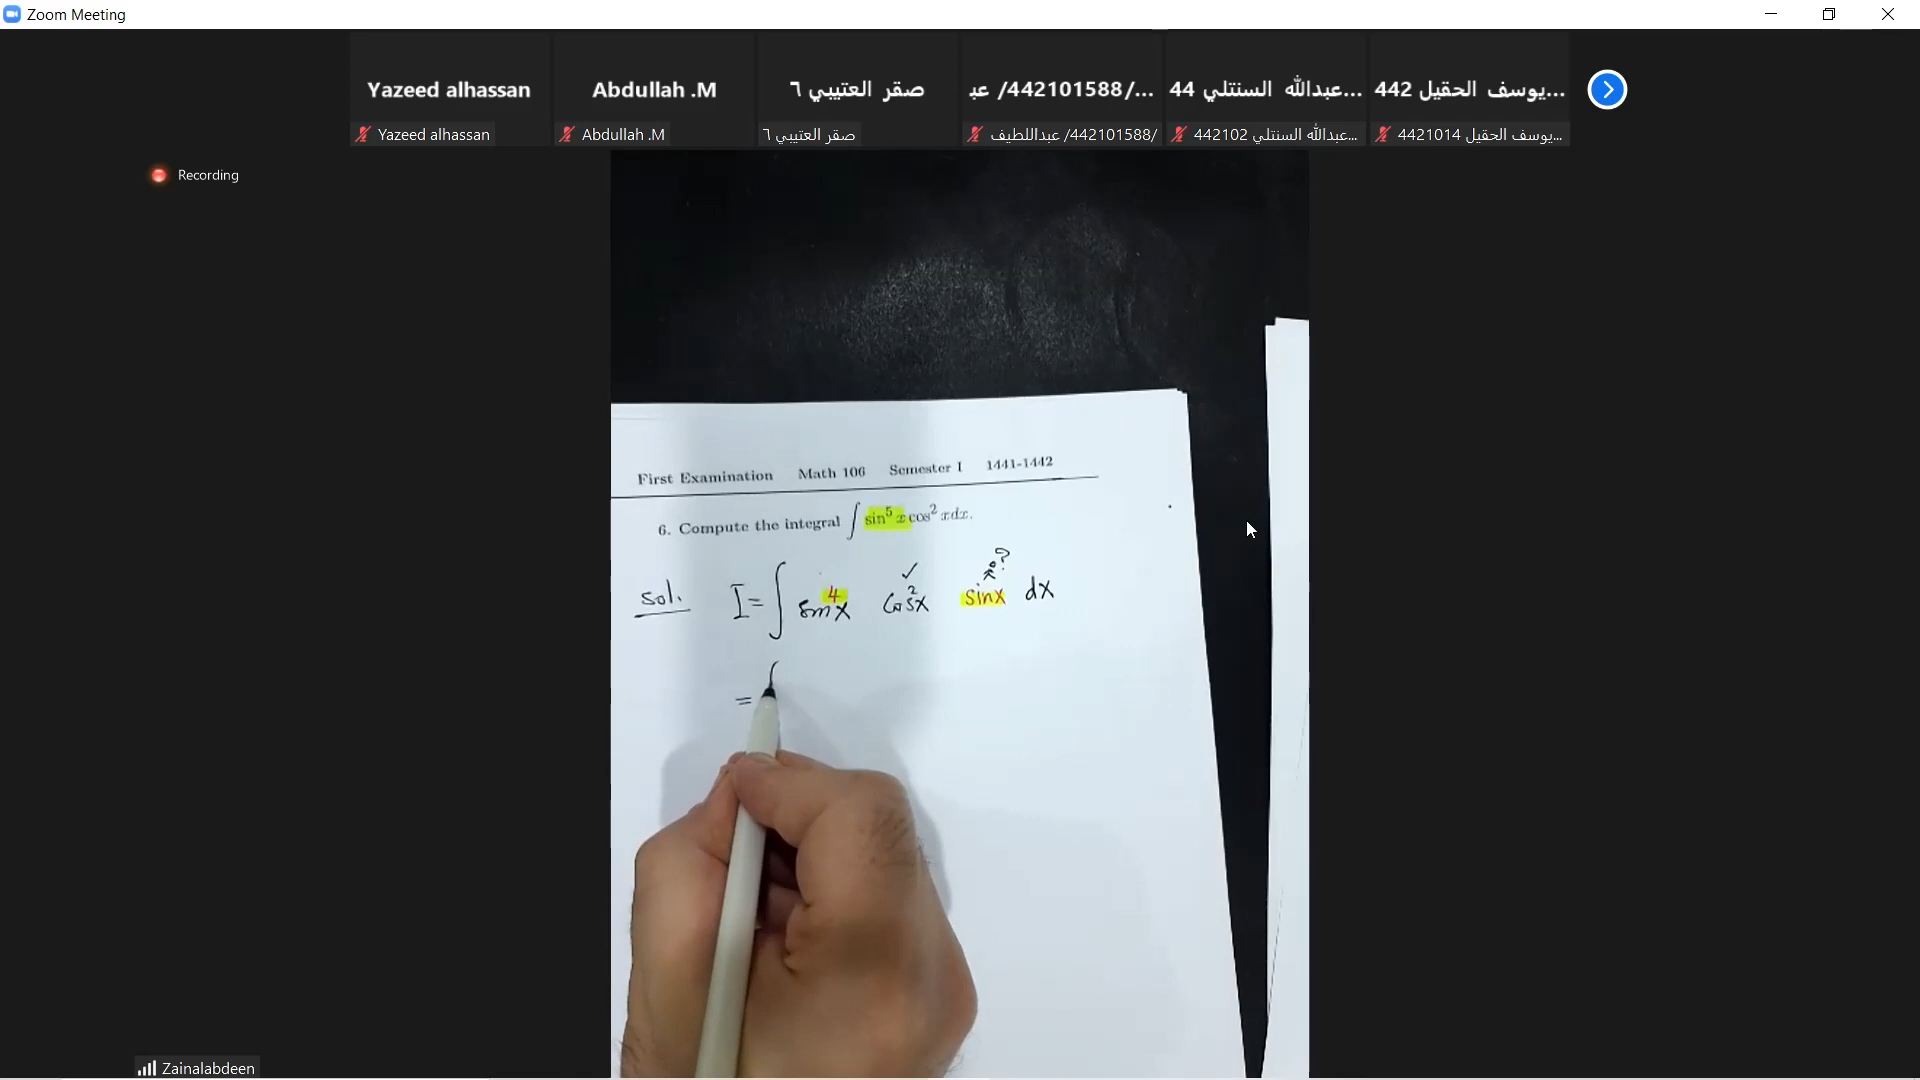 Zoom Meeting
Yazeed alhassan
Abdullah .M
صقر العتيبي ٦
/442101588/ عبـ...
عبدالله السنتلي 44...
يوسف الحقيل 442...
Yazeed alhassan
Abdullah .M
صقر العتيبي ٦
/442101588/ عبداللطيف
عبدالله السنتلي 442102...
يوسف الحقيل 4421014...
Recording
First Examination Math 106 Semester I 1441-1442
6. Compute the integral ∫ sin⁵ x cos² x dx.
sol. I = ∫ sin⁴x cos²x sinx dx
?
=
Zainalabdeen